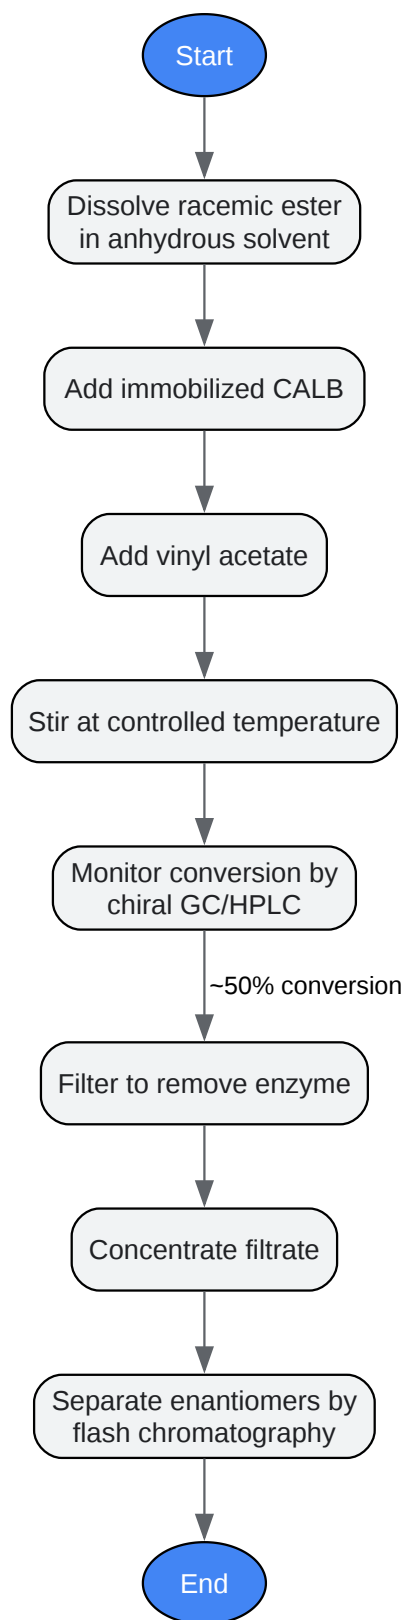 Start
Dissolve racemic ester
in anhydrous solvent
Add immobilized CALB
Add vinyl acetate
Stir at controlled temperature
Monitor conversion by
chiral GC/HPLC
~50% conversion
Filter to remove enzyme
Concentrate filtrate
Separate enantiomers by
flash chromatography
End